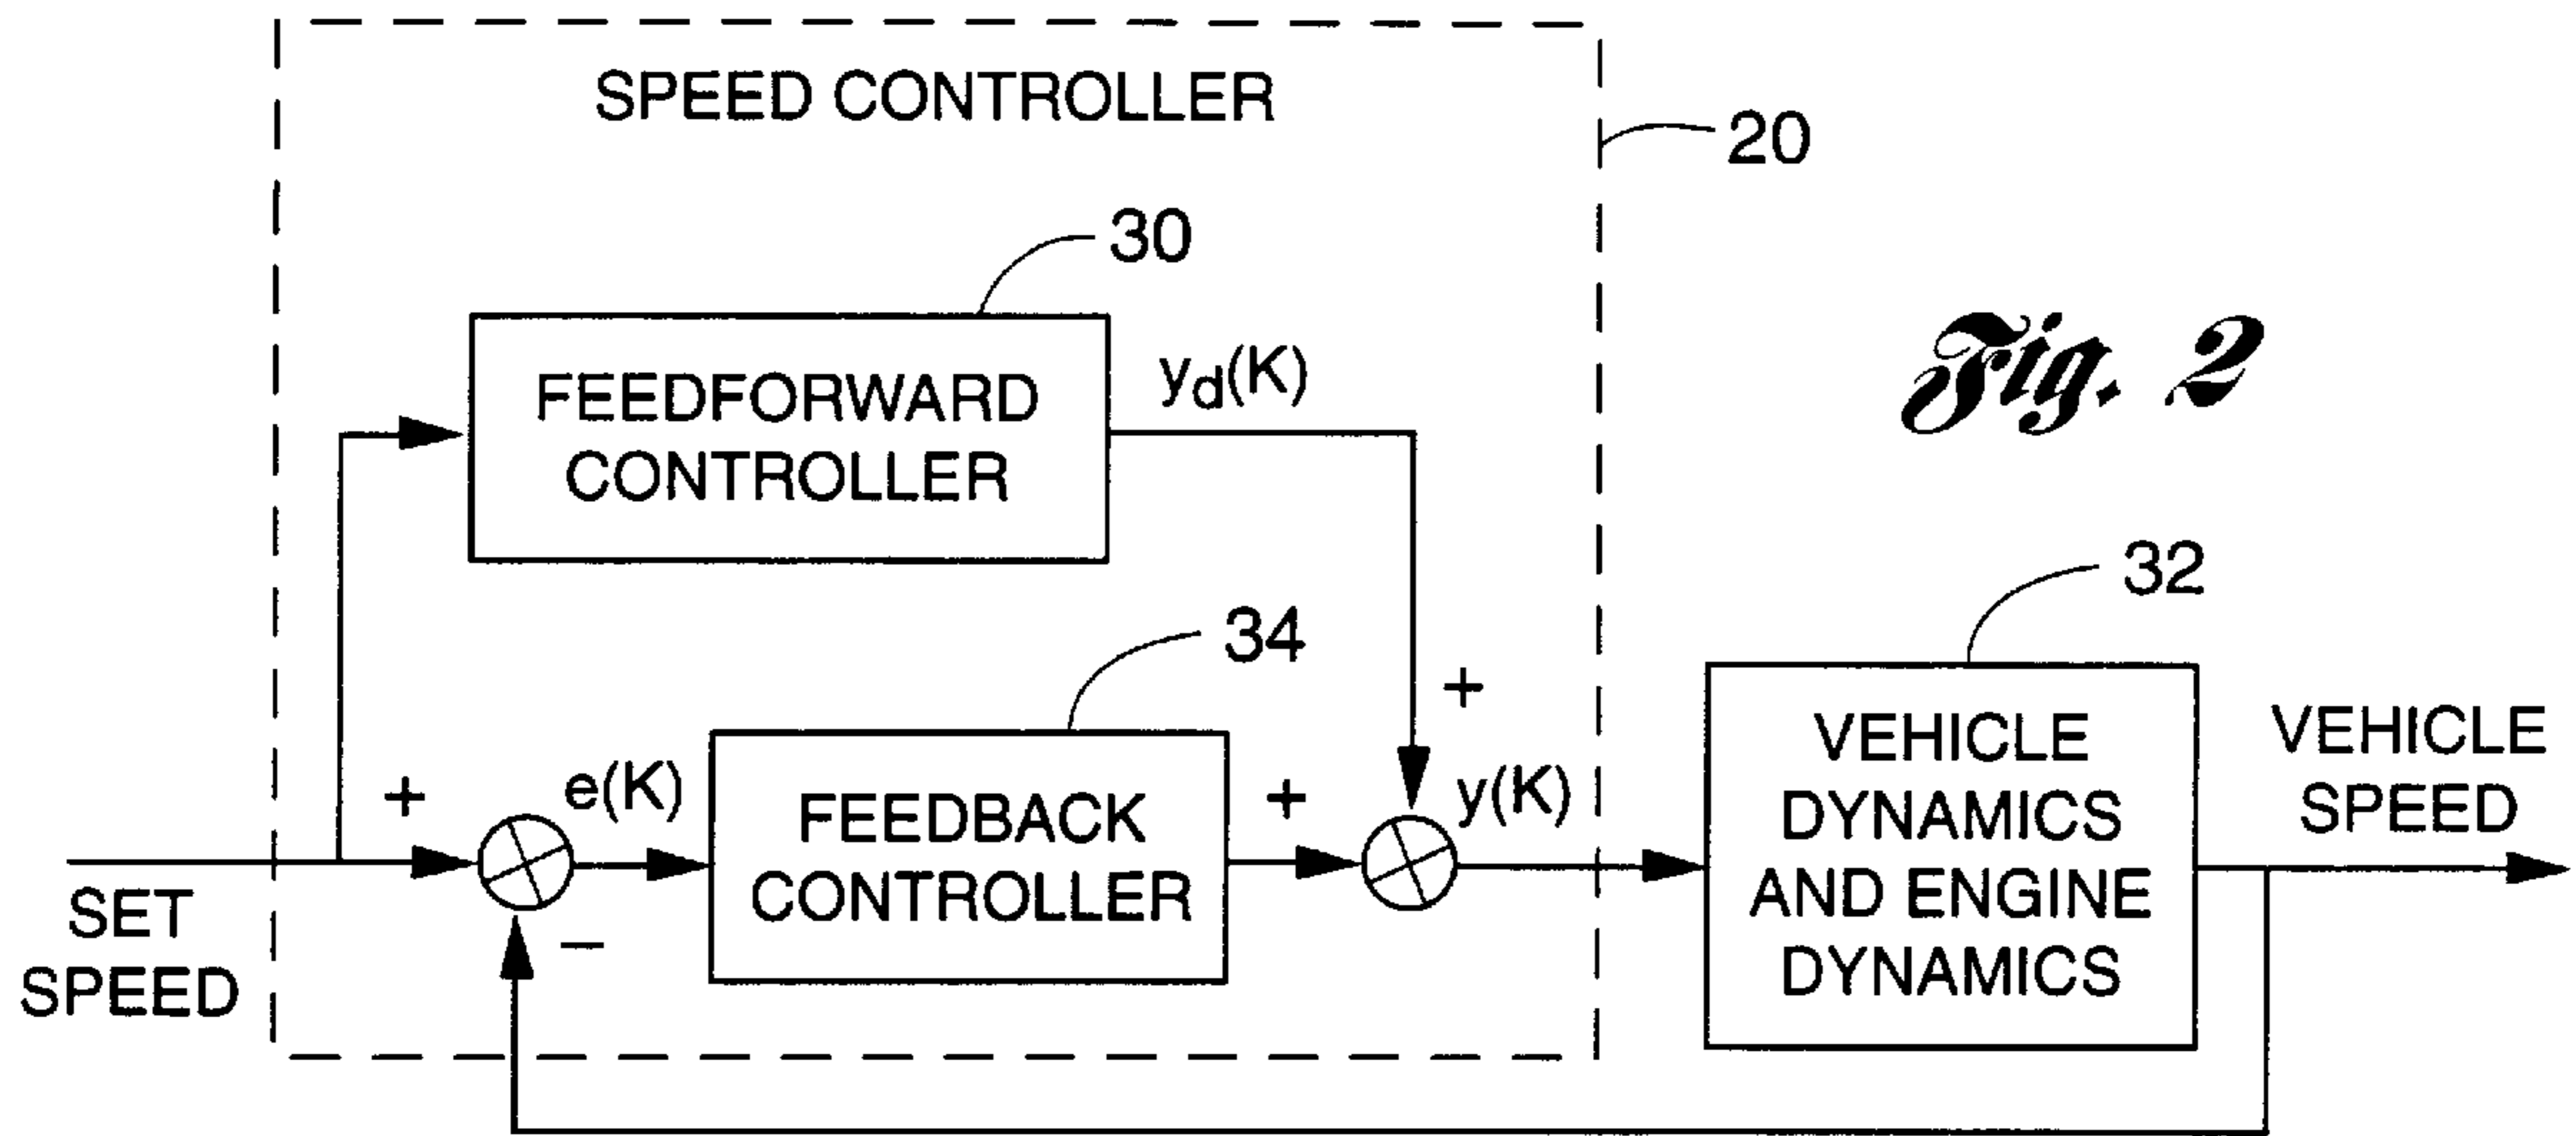 SPEED CONTROLLER
20
30
FEEDFORWARD
CONTROLLER
yd(K)
Fig. 2
32
34
+
VEHICLE
DYNAMICS
AND ENGINE
DYNAMICS
VEHICLE
SPEED
+
e(K)
FEEDBACK
CONTROLLER
+
y(K)
SET
SPEED
−